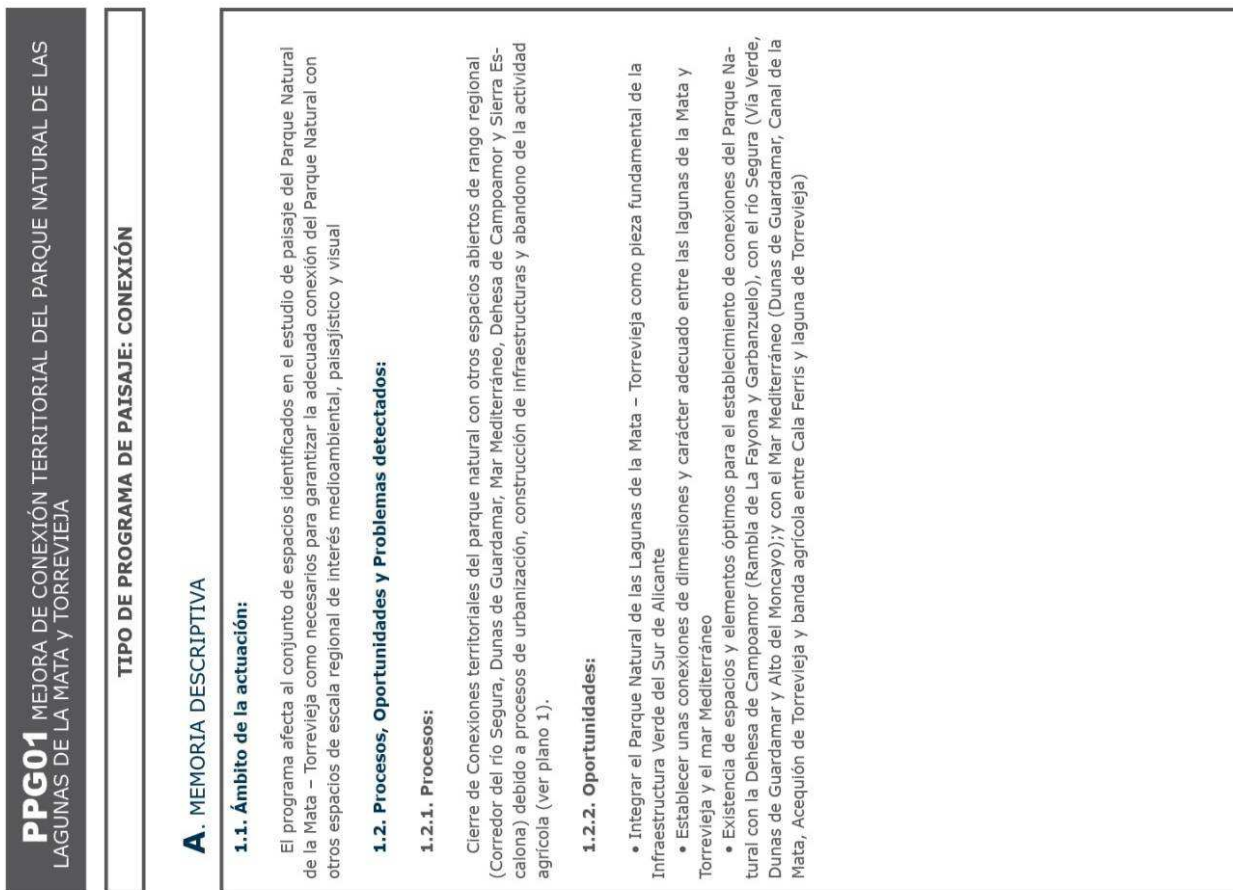 PPG01 MEJORA DE CONEXIÓN TERRITORIAL DEL PARQUE NATURAL DE LAS
LAGUNAS DE LA MATA y TORREVIEJA
TIPO DE PROGRAMA DE PAISAJE: CONEXIÓN
A. MEMORIA DESCRIPTIVA
1.1. Ámbito de la actuación:
El programa afecta al conjunto de espacios identificados en el estudio de paisaje del Parque Natural
de la Mata – Torrevieja como necesarios para garantizar la adecuada conexión del Parque Natural con
otros espacios de escala regional de interés medioambiental, paisajístico y visual
1.2. Procesos, Oportunidades y Problemas detectados:
1.2.1. Procesos:
Cierre de Conexiones territoriales del parque natural con otros espacios abiertos de rango regional
(Corredor del río Segura, Dunas de Guardamar, Mar Mediterráneo, Dehesa de Campoamor y Sierra Es-
calona) debido a procesos de urbanización, construcción de infraestructuras y abandono de la actividad
agrícola (ver plano 1).
1.2.2. Oportunidades:
• Integrar el Parque Natural de las Lagunas de la Mata – Torrevieja como pieza fundamental de la
Infraestructura Verde del Sur de Alicante
• Establecer unas conexiones de dimensiones y carácter adecuado entre las lagunas de la Mata y
Torrevieja y el mar Mediterráneo
• Existencia de espacios y elementos óptimos para el establecimiento de conexiones del Parque Na-
tural con la Dehesa de Campoamor (Rambla de La Fayona y Garbanzuelo), con el río Segura (Vía Verde,
Dunas de Guardamar y Alto del Moncayo);y con el Mar Mediterráneo (Dunas de Guardamar, Canal de la
Mata, Acequión de Torrevieja y banda agrícola entre Cala Ferris y laguna de Torrevieja)